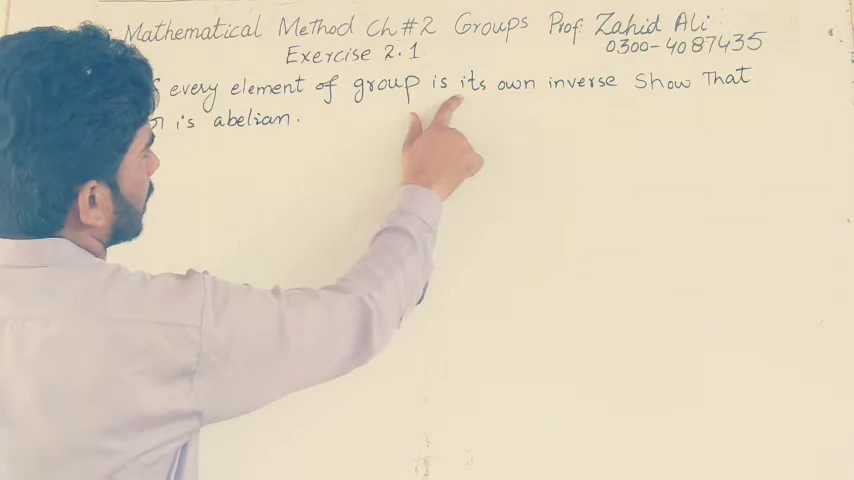 Mathematical Method Ch #2 Groups Prof Zahid Ali
Exercise 2.1 0300-4087435
every element of group is its own inverse Show That
is abelian.